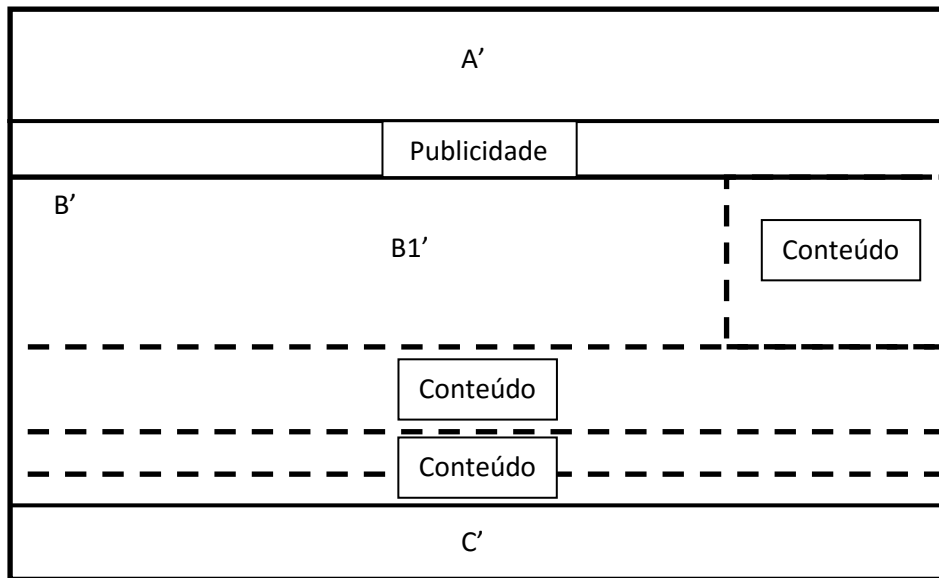 A’
Publicidade
B’
B1’
Conteúdo
Conteúdo
Conteúdo
C’